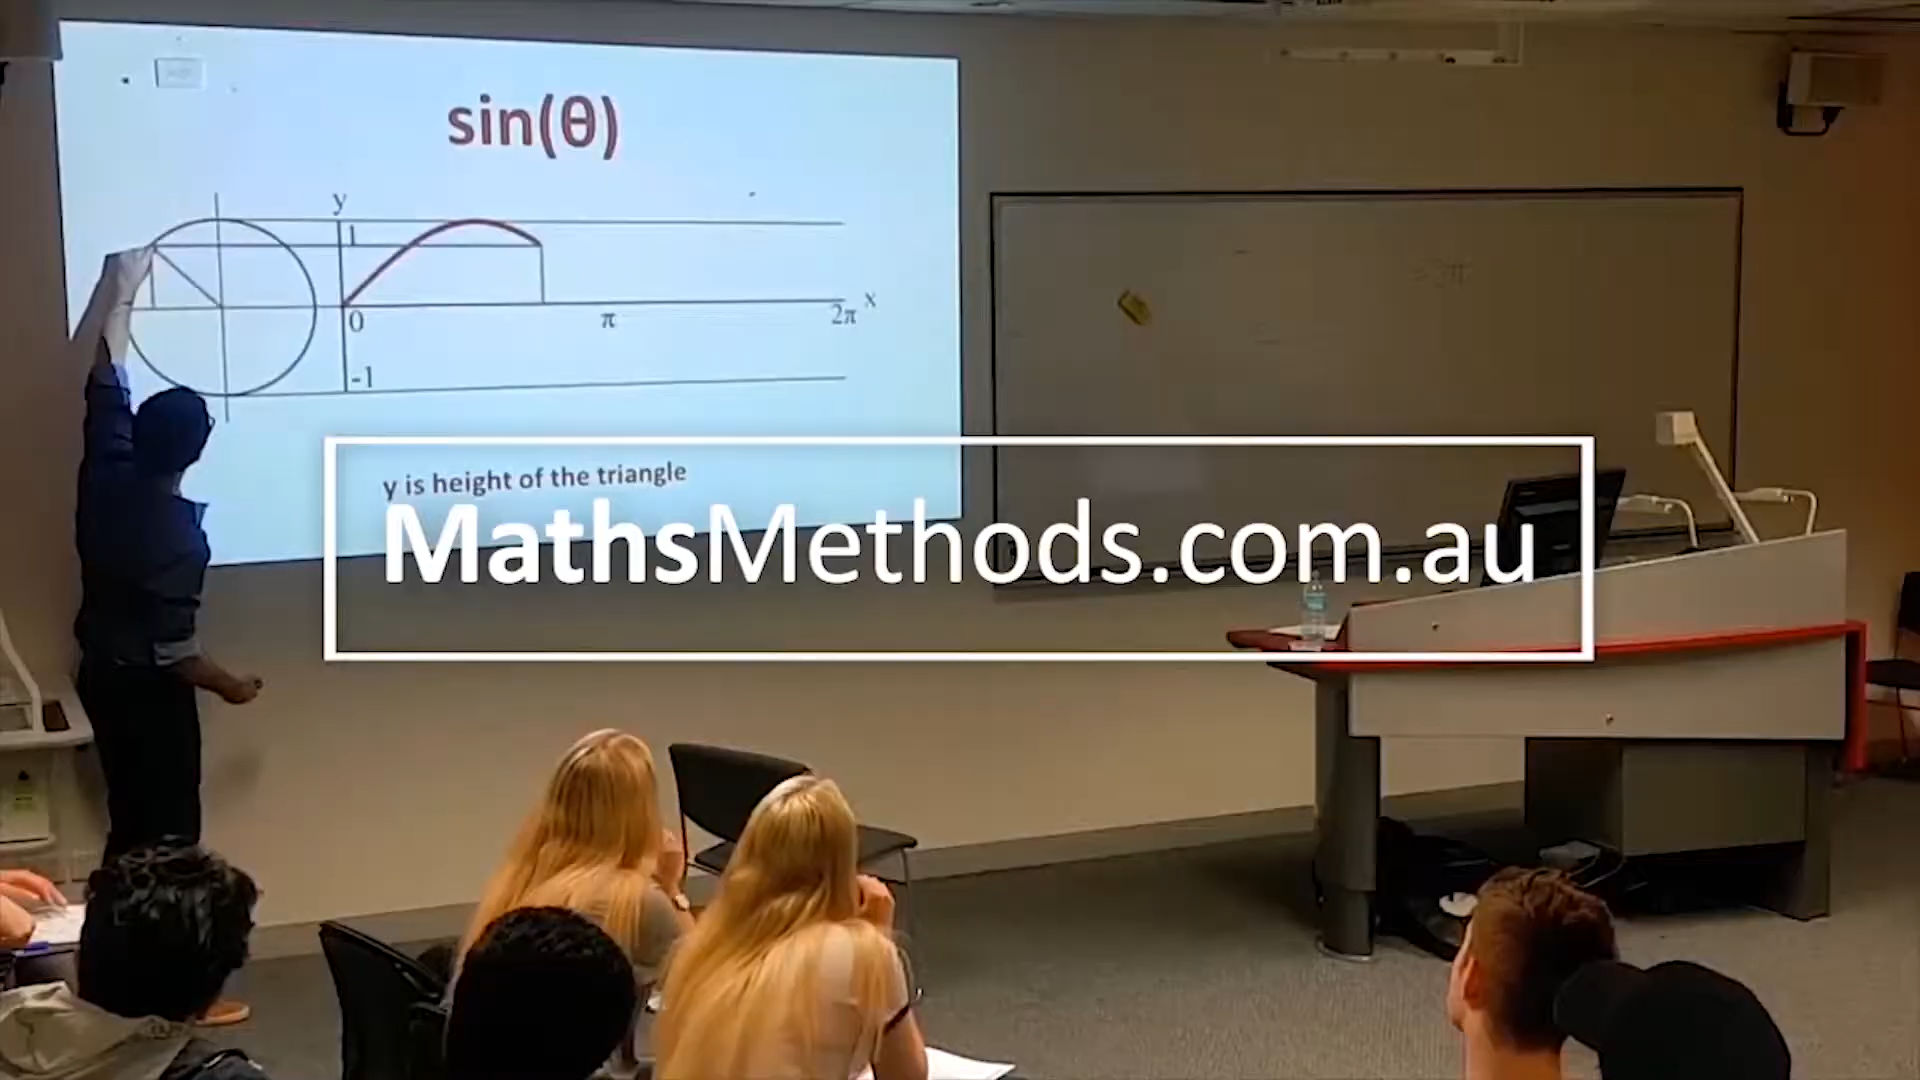 sin(θ)
y
1
0
π
2π
x
-1
y is height of the triangle
MathsMethods.com.au